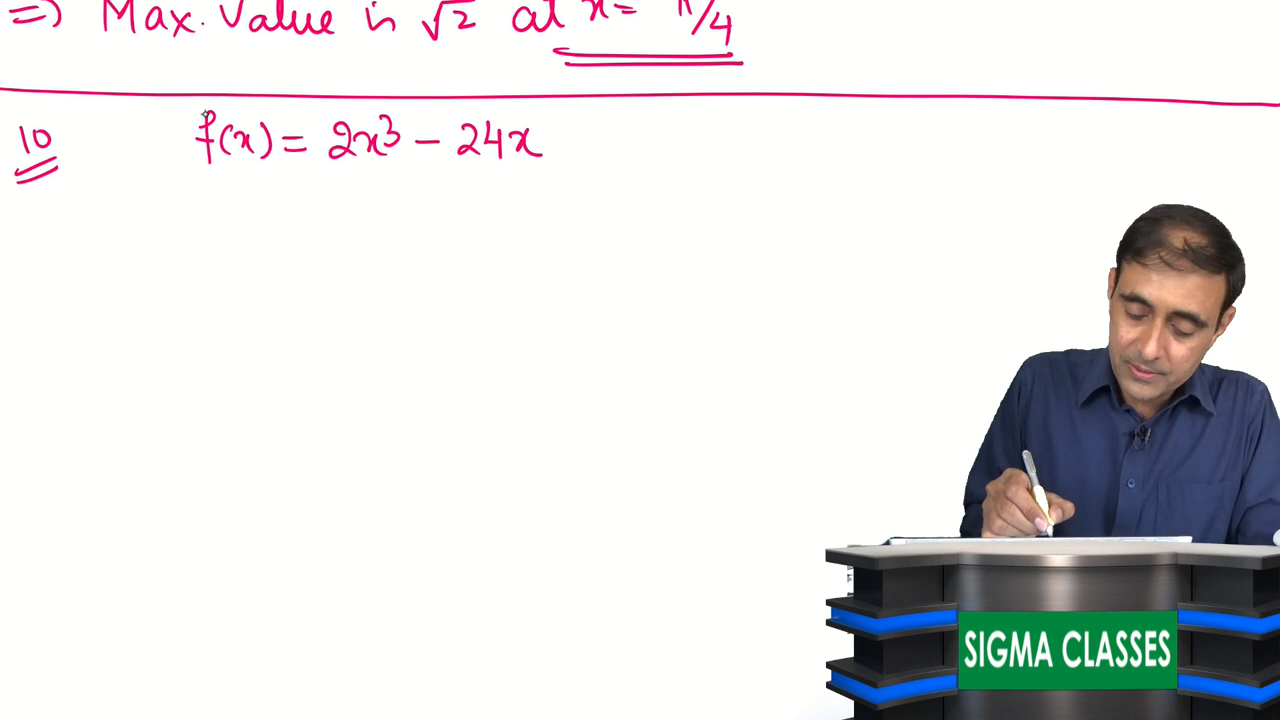 => Max. Value is √2 at x = π/4
10 f(x) = 2x³ - 24x
SIGMA CLASSES